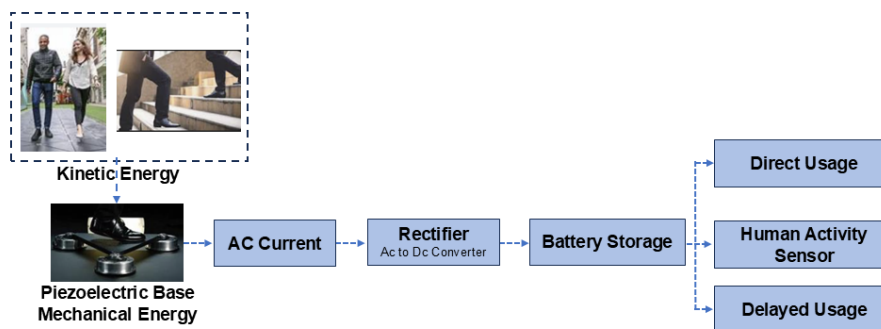 Kinetic Energy
Piezoelectric Base
Mechanical Energy
AC Current
Rectifier
Ac to Dc Converter
Battery Storage
Direct Usage
Human Activity
Sensor
Delayed Usage